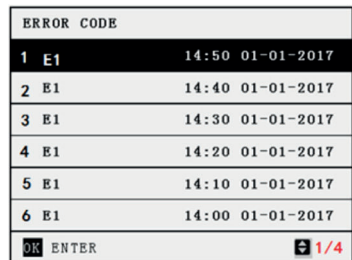 ERROR CODE
1 E1 14:50 01-01-2017
2 E1 14:40 01-01-2017
3 E1 14:30 01-01-2017
4 E1 14:20 01-01-2017
5 E1 14:10 01-01-2017
6 E1 14:00 01-01-2017
OK ENTER 1/4